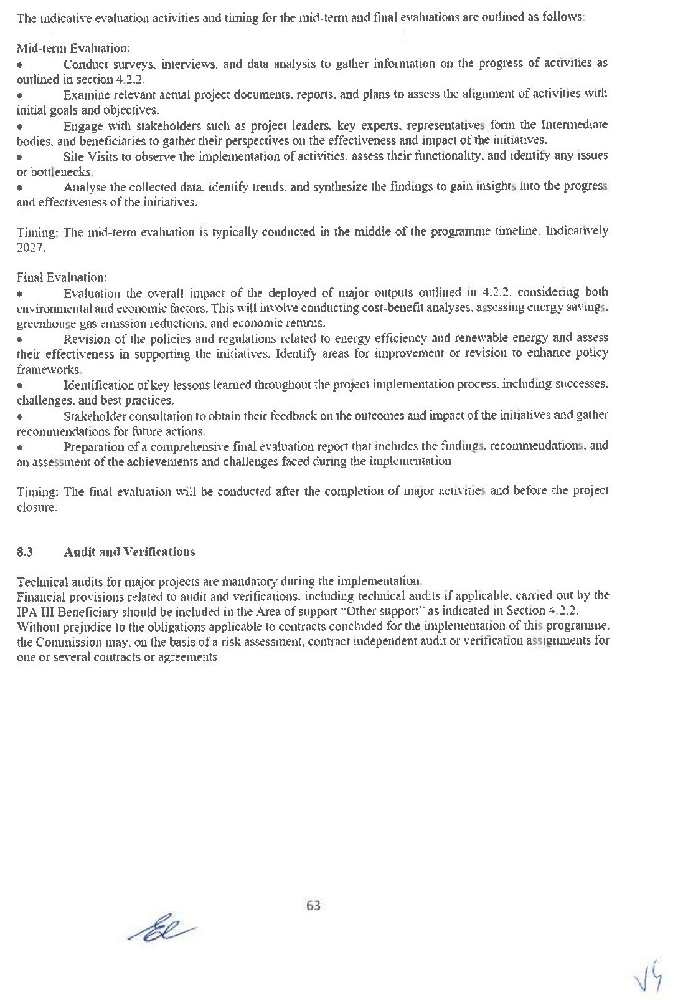 The indicative evaluation activities and timing for the mid-term and final evaluations are outlined as follows:
Mid-term Evaluation:
• Conduct surveys, interviews, and data analysis to gather information on the progress of activities as
outlined in section 4.2.2.
• Examine relevant actual project documents, reports, and plans to assess the alignment of activities with
initial goals and objectives.
• Engage with stakeholders such as project leaders, key experts, representatives form the Intermediate
bodies, and beneficiaries to gather their perspectives on the effectiveness and impact of the initiatives.
• Site Visits to observe the implementation of activities, assess their functionality, and identify any issues
or bottlenecks.
• Analyse the collected data, identify trends, and synthesize the findings to gain insights into the progress
and effectiveness of the initiatives.
Timing: The mid-term evaluation is typically conducted in the middle of the programme timeline. Indicatively
2027.
Final Evaluation:
• Evaluation the overall impact of the deployed of major outputs outlined in 4.2.2. considering both
environmental and economic factors. This will involve conducting cost-benefit analyses, assessing energy savings,
greenhouse gas emission reductions, and economic returns.
• Revision of the policies and regulations related to energy efficiency and renewable energy and assess
their effectiveness in supporting the initiatives. Identify areas for improvement or revision to enhance policy
frameworks.
• Identification of key lessons learned throughout the project implementation process, including successes,
challenges, and best practices.
• Stakeholder consultation to obtain their feedback on the outcomes and impact of the initiatives and gather
recommendations for future actions.
• Preparation of a comprehensive final evaluation report that includes the findings, recommendations, and
an assessment of the achievements and challenges faced during the implementation.
Timing: The final evaluation will be conducted after the completion of major activities and before the project
closure.
8.3 Audit and Verifications
Technical audits for major projects are mandatory during the implementation.
Financial provisions related to audit and verifications, including technical audits if applicable, carried out by the
IPA III Beneficiary should be included in the Area of support "Other support" as indicated in Section 4.2.2.
Without prejudice to the obligations applicable to contracts concluded for the implementation of this programme,
the Commission may, on the basis of a risk assessment, contract independent audit or verification assignments for
one or several contracts or agreements.
63